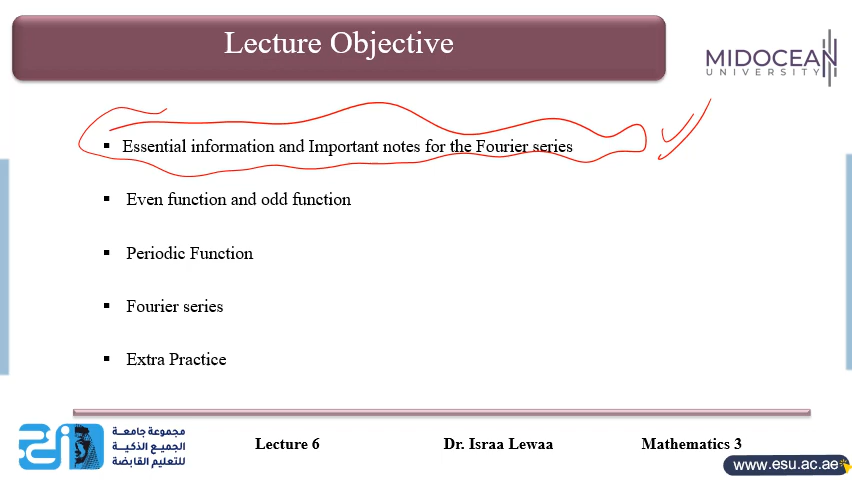 Lecture Objective
MIDOCEAN
UNIVERSITY
▪ Essential information and Important notes for the Fourier series
▪ Even function and odd function
▪ Periodic Function
▪ Fourier series
▪ Extra Practice
مجموعة جامعة
الجميع الذكية
للتعليم القابضة
Lecture 6
Dr. Israa Lewaa
Mathematics 3
www.esu.ac.ae